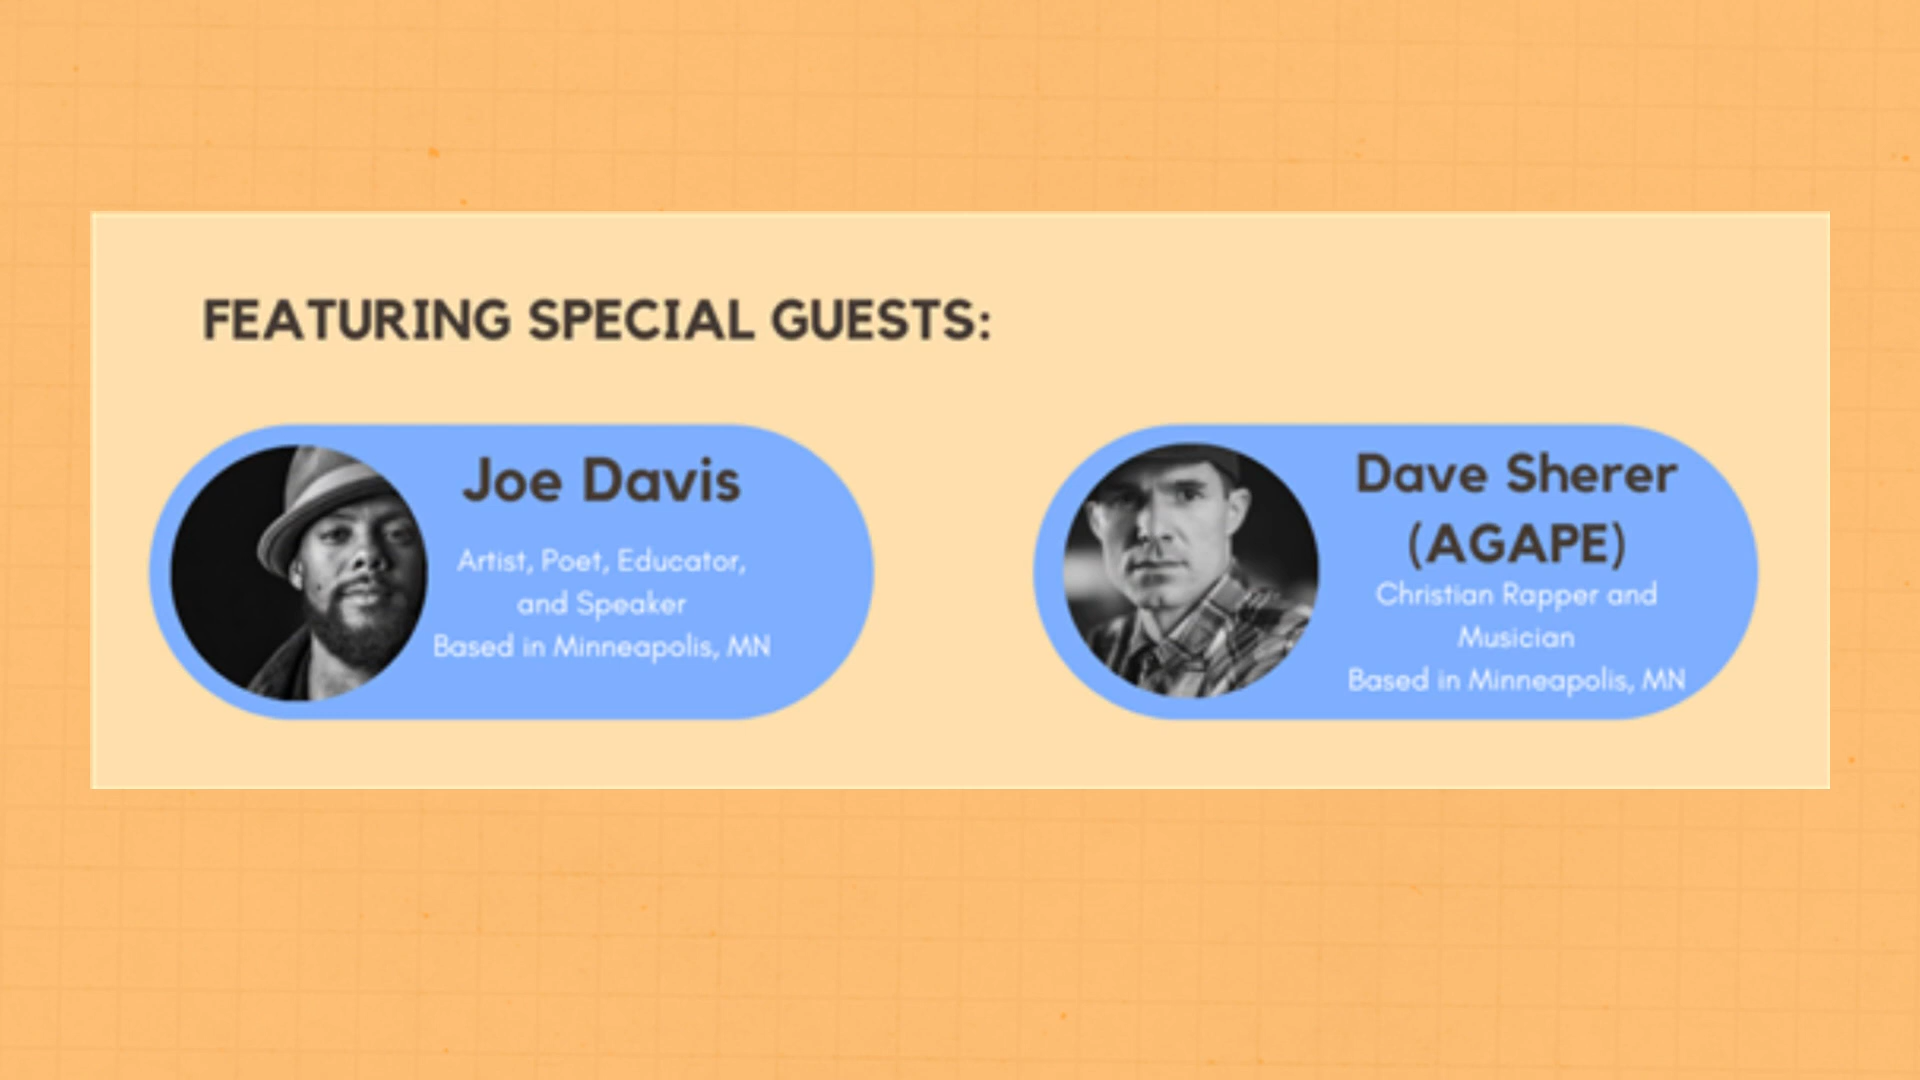 FEATURING SPECIAL GUESTS:
Joe Davis
Artist, Poet, Educator,
and Speaker
Based in Minneapolis, MN
Dave Sherer
(AGAPE)
Christian Rapper and
Musician
Based in Minneapolis, MN